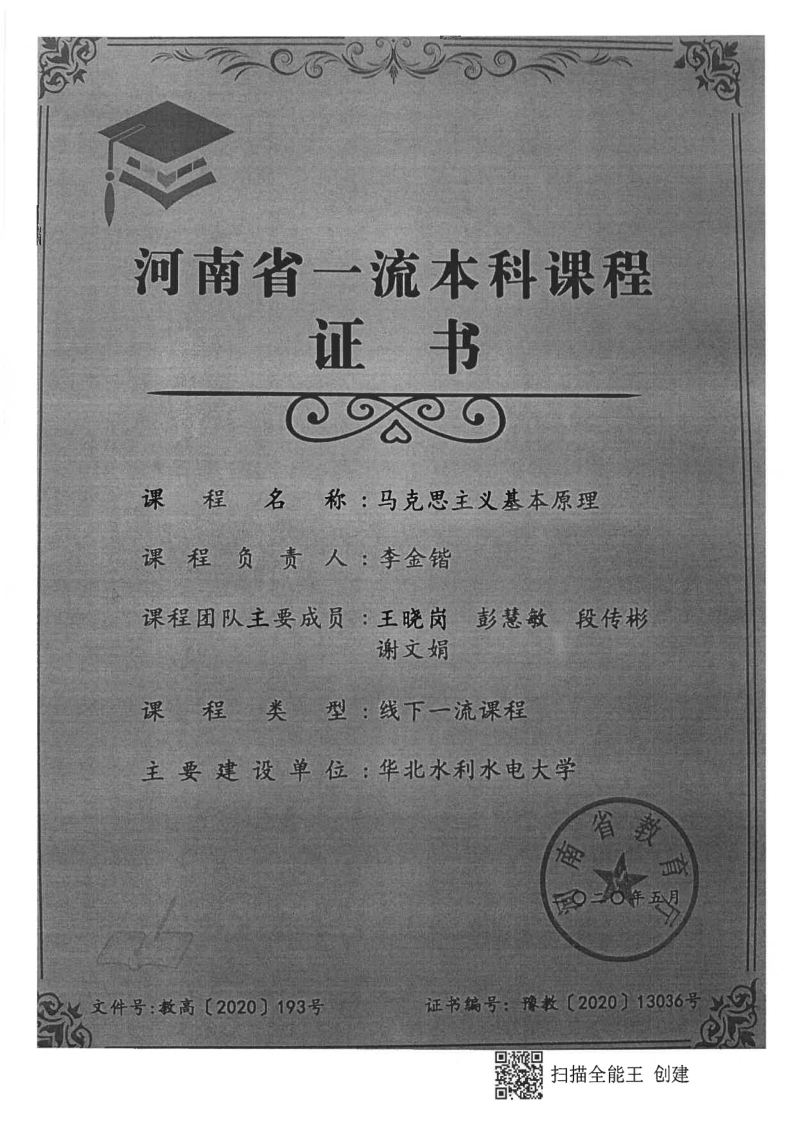 河南省一流本科课程
证 书
课程名称：马克思主义基本原理
课程负责人：李金锴
课程团队主要成员：王晓岗 彭慧敏 段传彬
谢文娟
课程类型：线下一流课程
主要建设单位：华北水利水电大学
河南省教育厅
二〇二〇年五月
文件号：教高〔2020〕193号
证书编号：豫教〔2020〕13036号
扫描全能王 创建